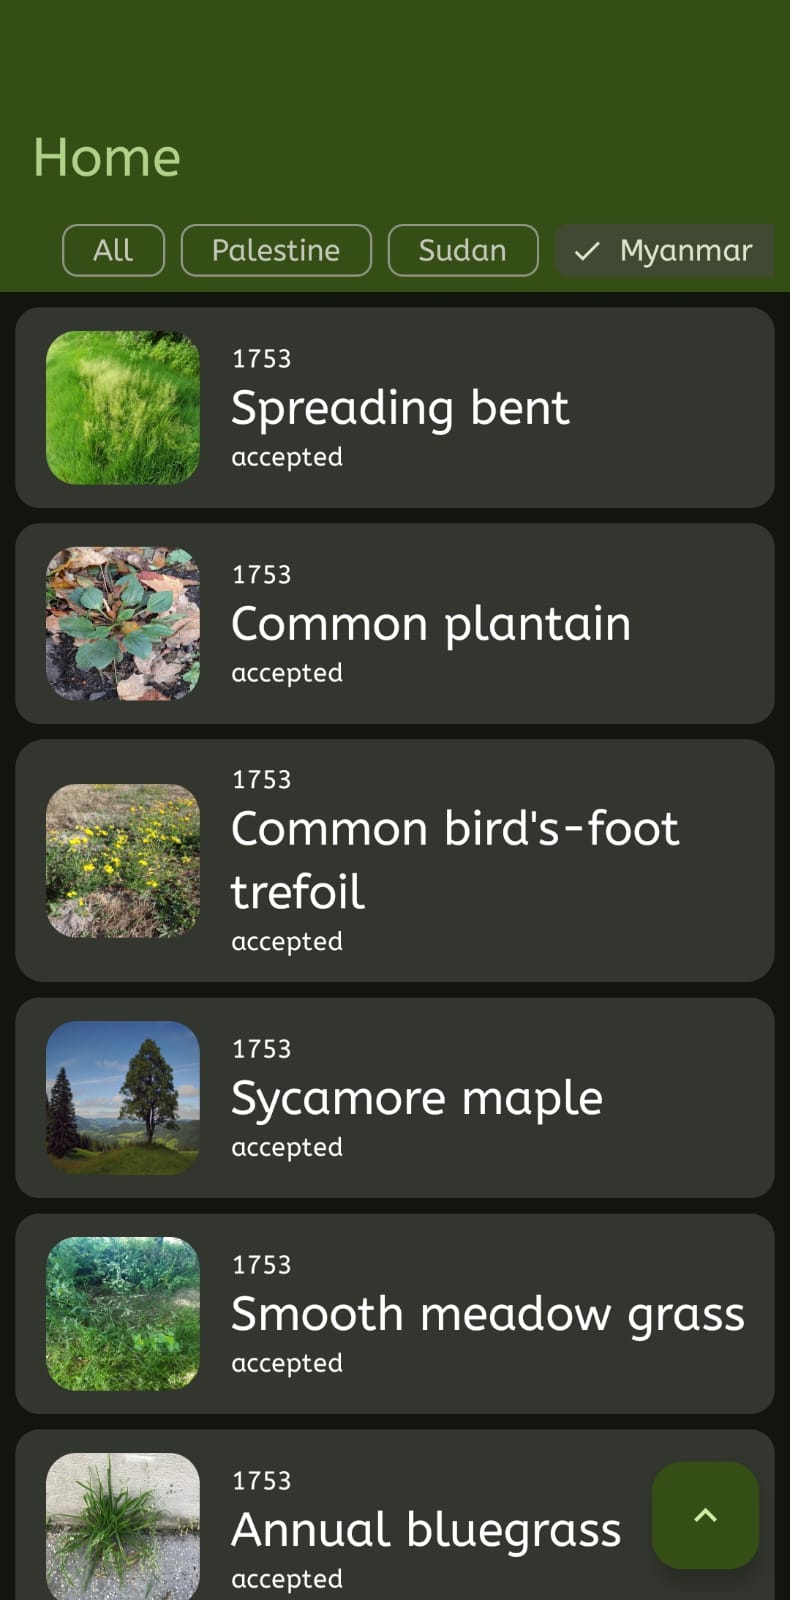 Home
All Palestine Sudan Myanmar
1753
Spreading bent
accepted
1753
Common plantain
accepted
1753
Common bird's-foot
trefoil
accepted
1753
Sycamore maple
accepted
1753
Smooth meadow grass
accepted
1753
Annual bluegrass
accepted